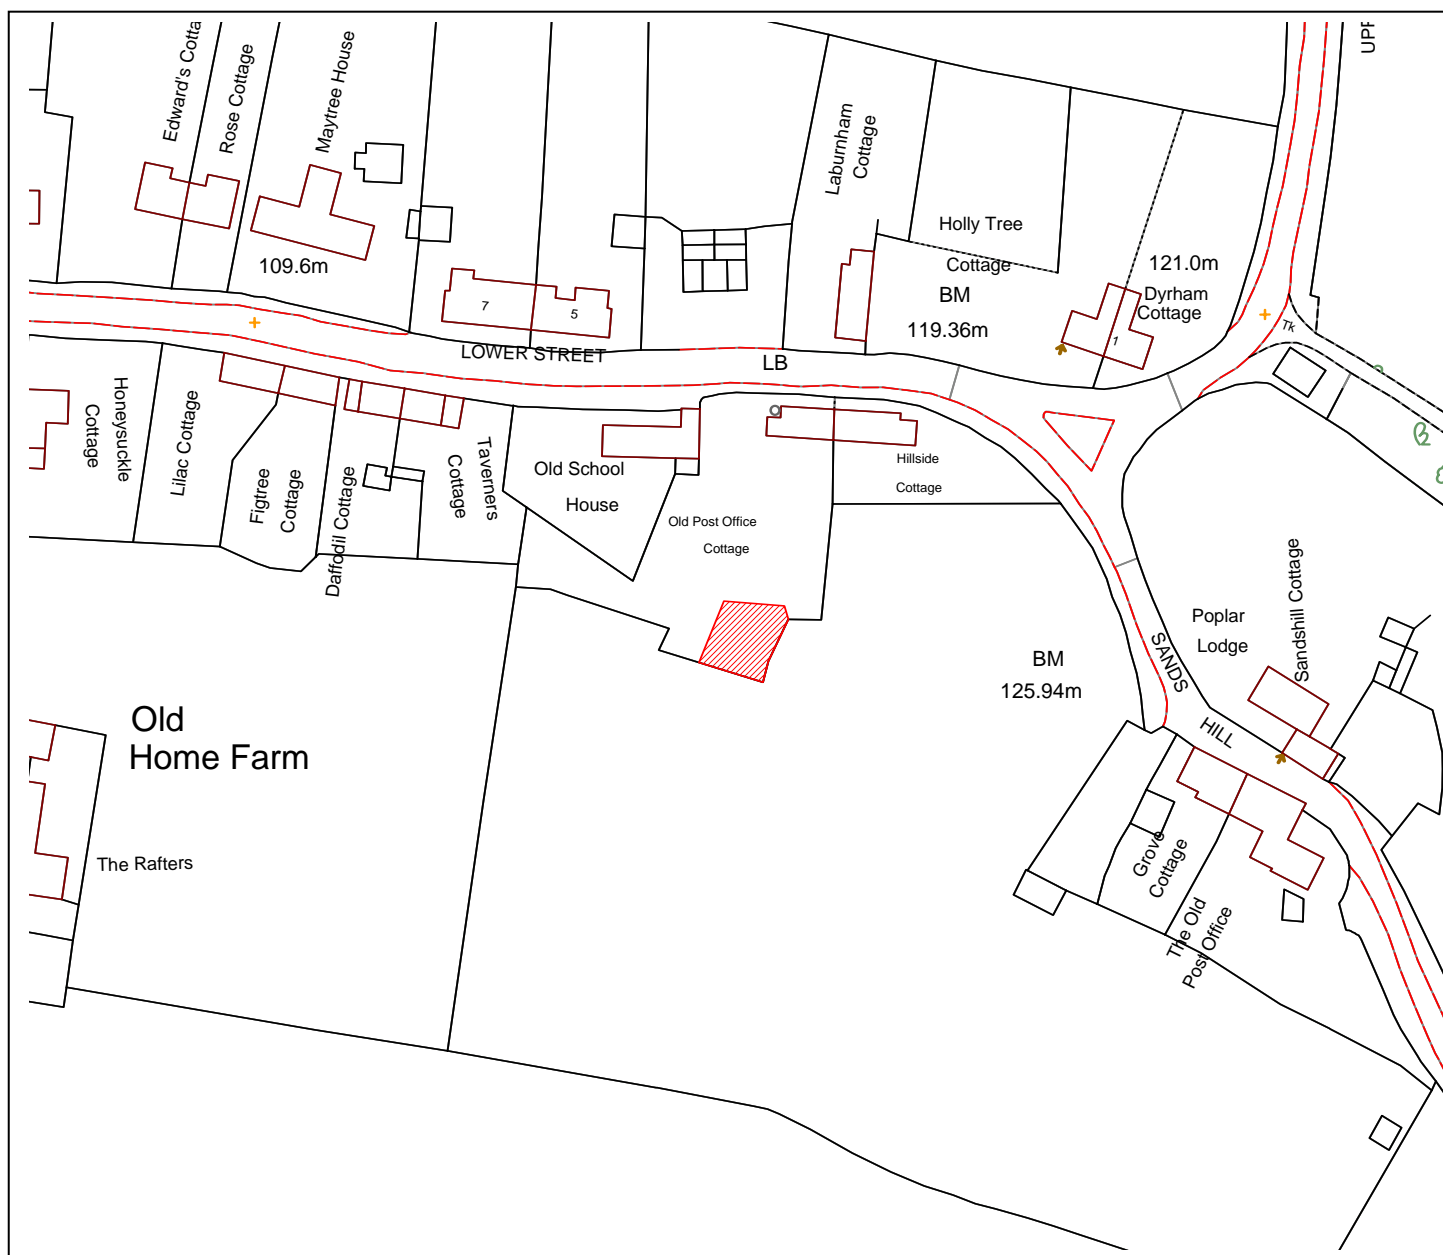 Edward's Cotta
Rose Cottage
Maytree House
109.6m
Laburnham
Cottage
Holly Tree
Cottage
BM
119.36m
121.0m
Dyrham
Cottage
1
UPP
Tk
7
5
LOWER STREET
LB
Honeysuckle
Cottage
Lilac Cottage
Figtree
Cottage
Daffodil Cottage
Taverners
Cottage
Old School
House
Old Post Office
Cottage
Hillside
Cottage
SANDS
HILL
Poplar
Lodge
Sandshill Cottage
BM
125.94m
Old
Home Farm
The Rafters
Grove
Cottage
The Old
Post Office